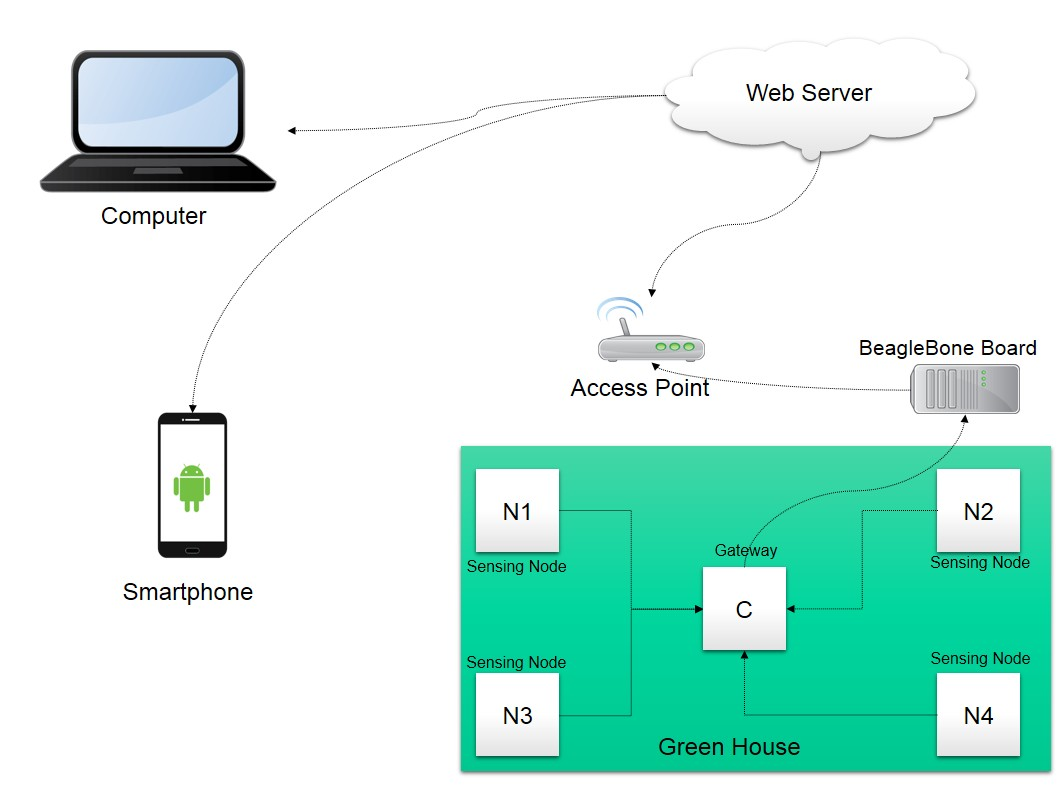 Web Server
Computer
BeagleBone Board
Access Point
Smartphone
N1
Sensing Node
N2
Sensing Node
Gateway
C
Sensing Node
N3
Sensing Node
N4
Green House